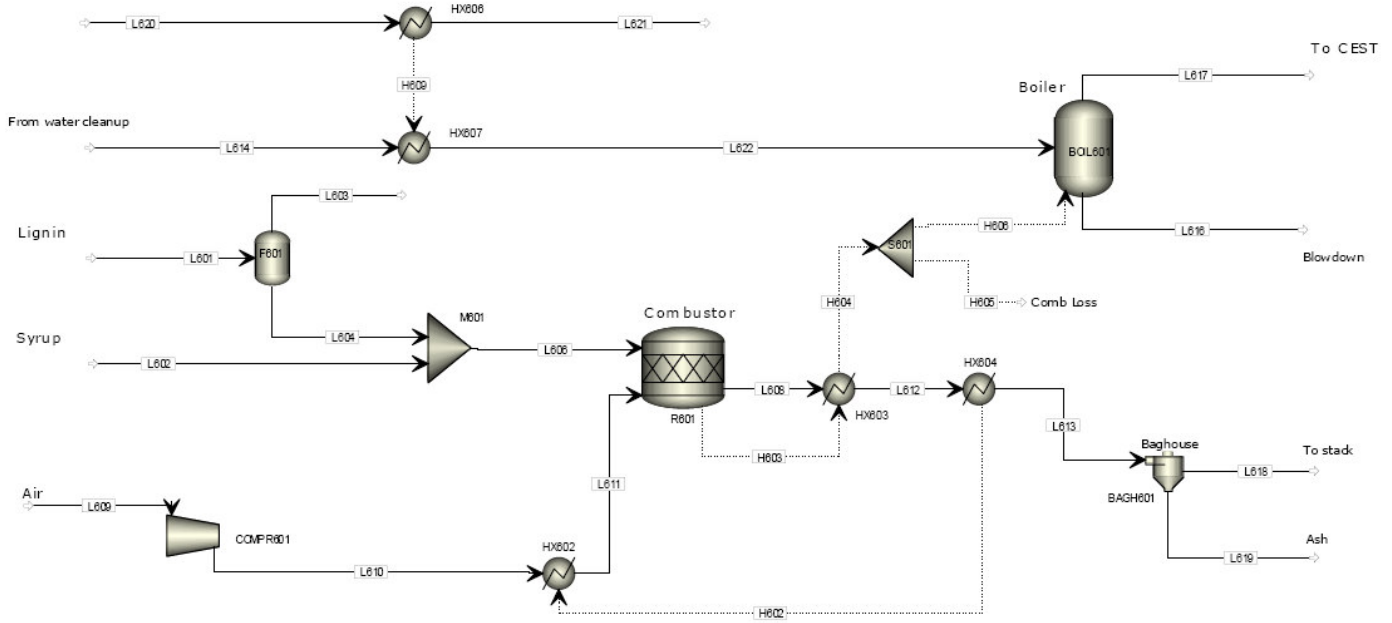 L620
HX606
L621
To CEST
L617
Boiler
H609
From water cleanup
L614
HX607
L622
BOIL601
L603
Lignin
L601
F601
S601
H606
L616
Blowdown
H604
H605
Comb Loss
Combustor
M601
L604
Syrup
L602
L606
HX604
L608
L612
R601
HX603
L613
Baghouse
To stack
H603
L618
BAGH601
Air
L609
L611
COMPR601
HX602
Ash
L610
L619
H602